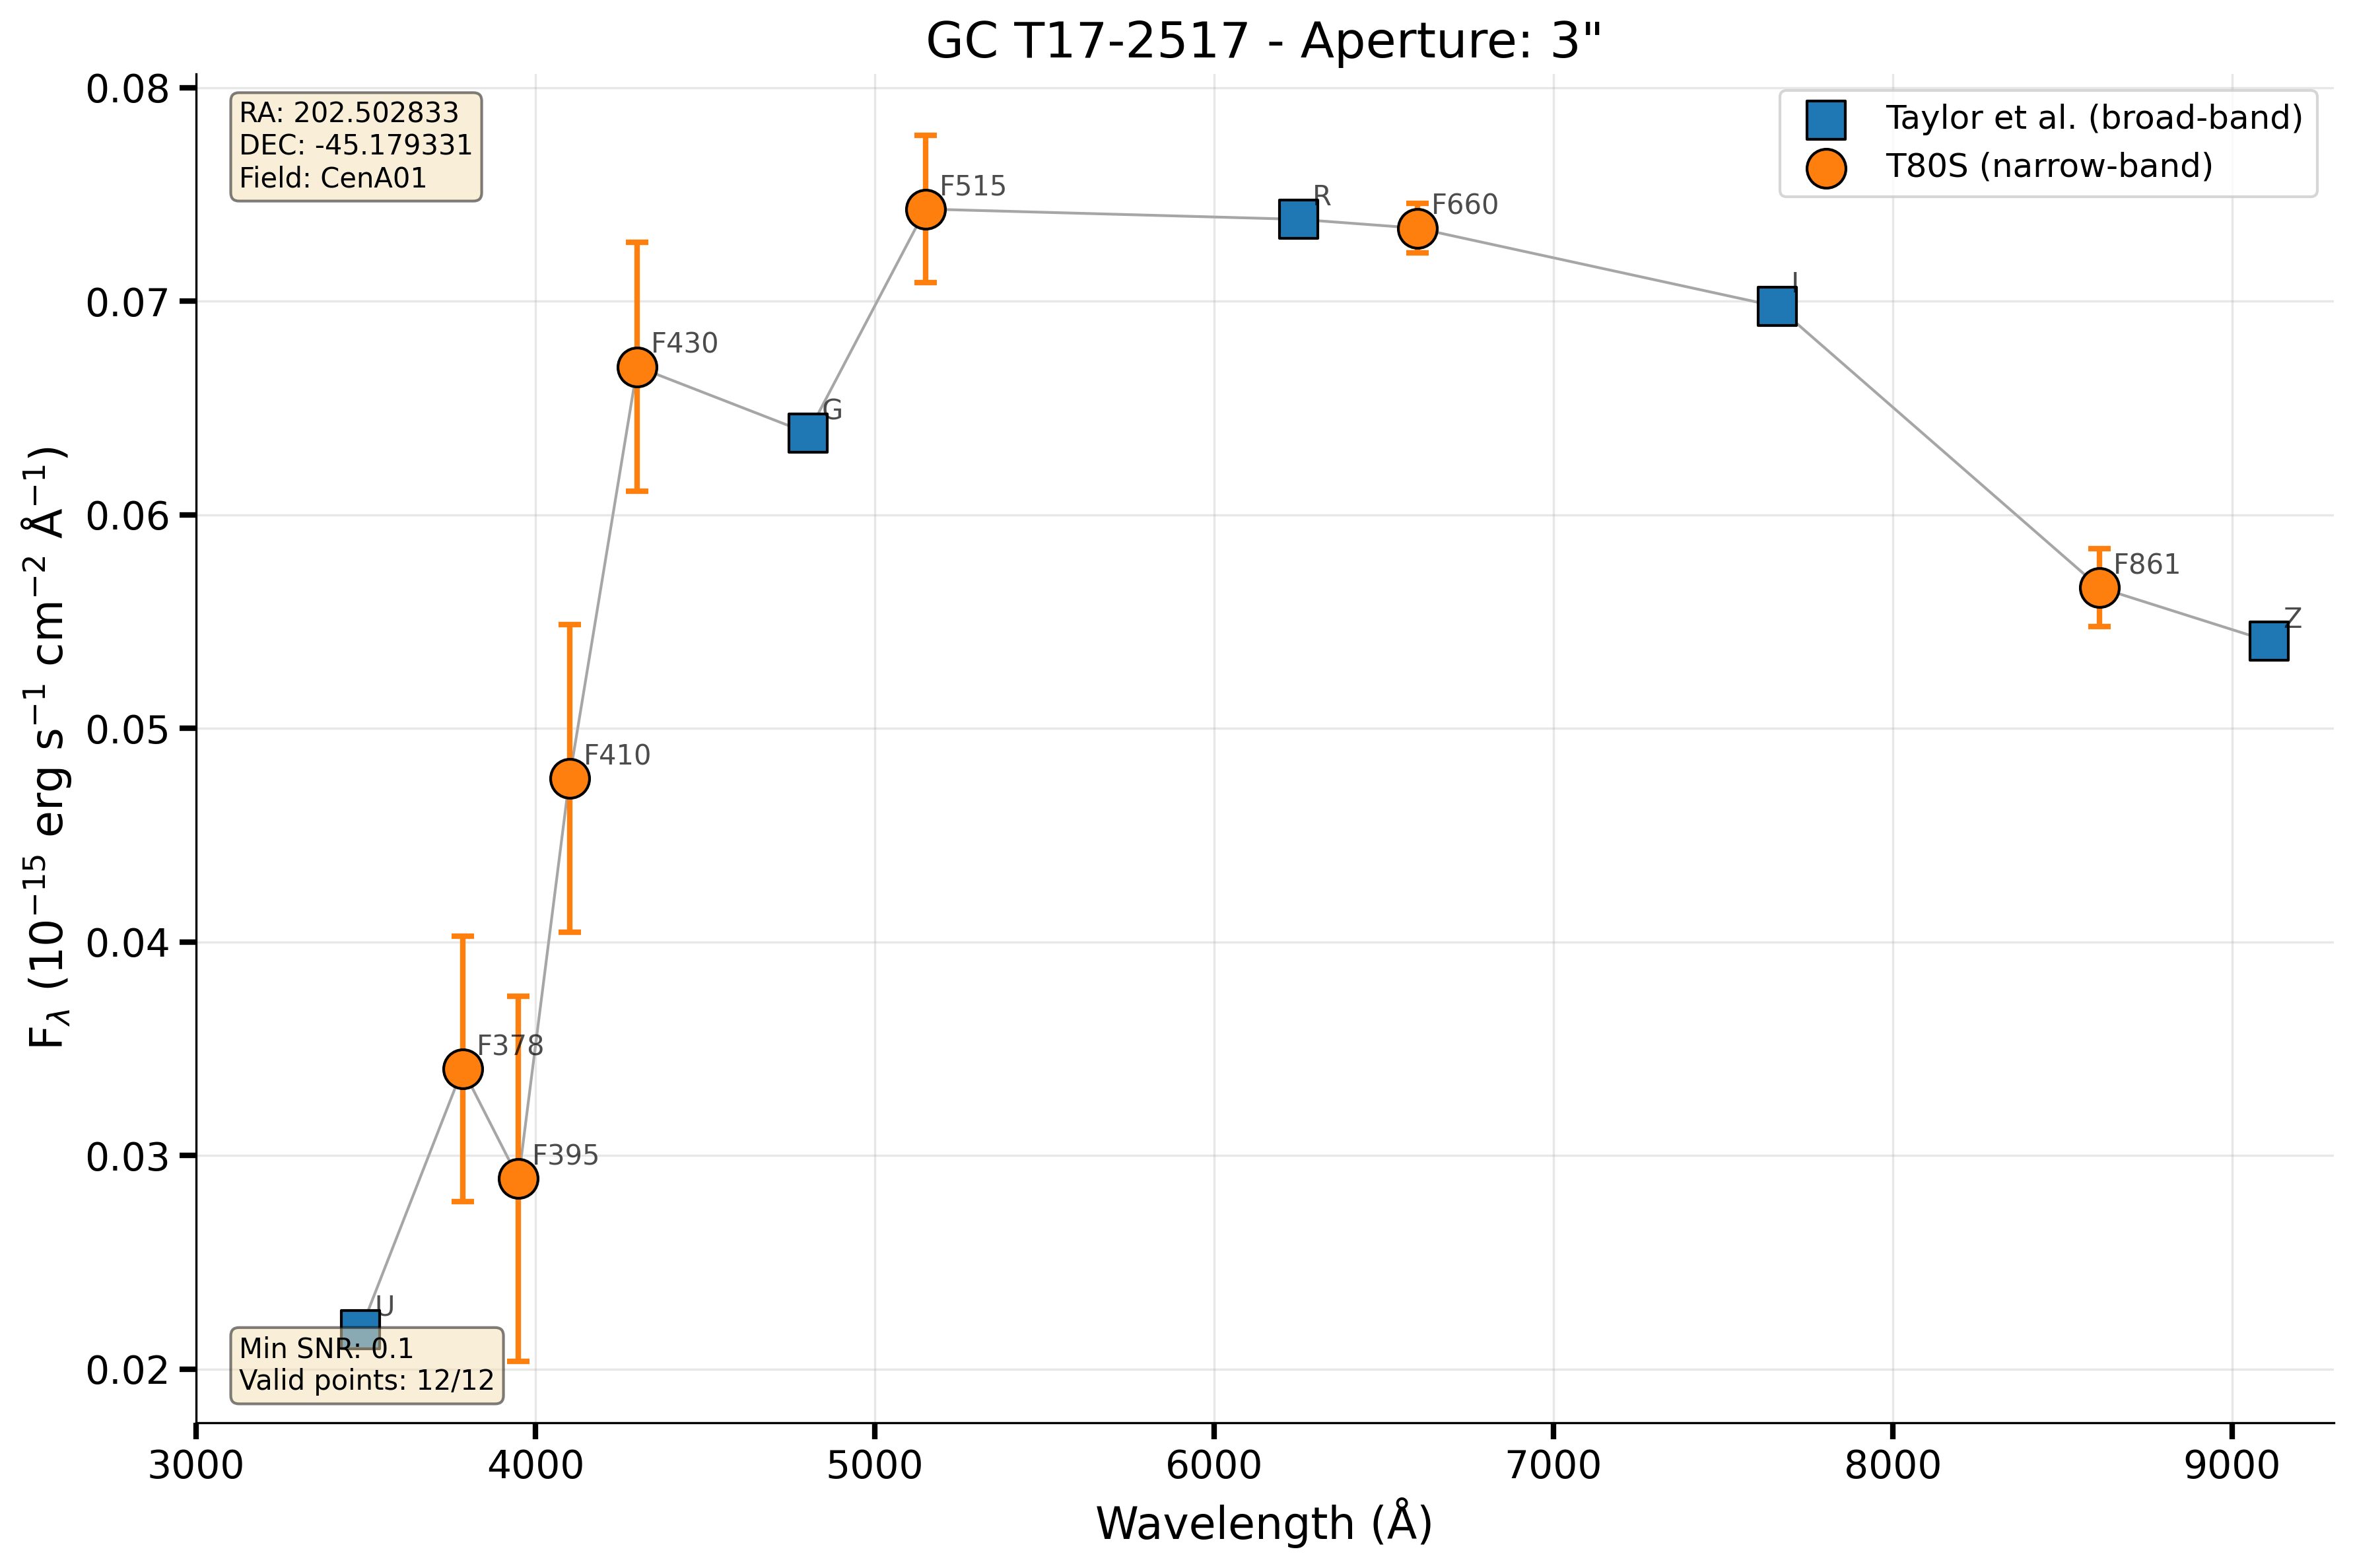 GC T17-2517 - Aperture: 3"
RA: 202.502833
DEC: -45.179331
Field: CenA01
Taylor et al. (broad-band)
T80S (narrow-band)
F515
R
F660
I
F430
G
F861
Z
F410
F378
F395
U
Min SNR: 0.1
Valid points: 12/12
0.08
0.07
0.06
0.05
0.04
0.03
0.02
F_λ (10⁻¹⁵ erg s⁻¹ cm⁻² Å⁻¹)
3000 4000 5000 6000 7000 8000 9000
Wavelength (Å)